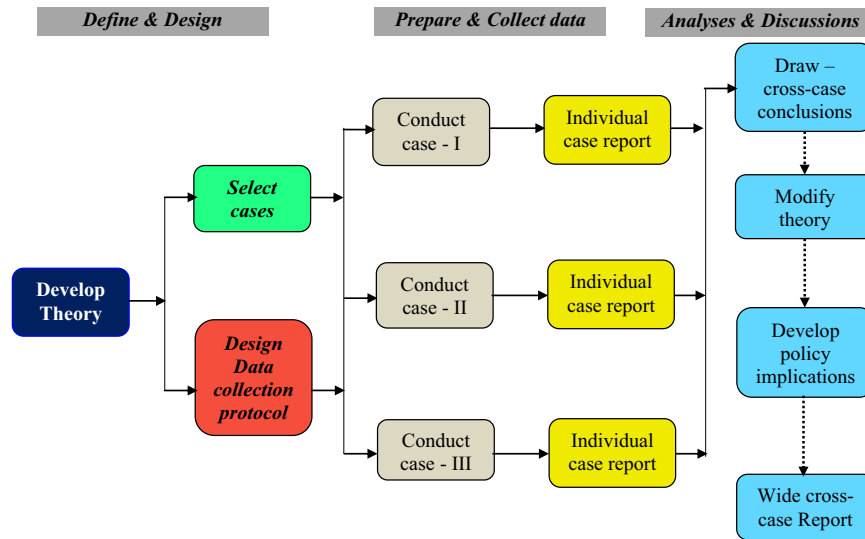 Define & Design
Prepare & Collect data
Analyses & Discussions
Develop
Theory
Select
cases
Design
Data
collection
protocol
Conduct
case - I
Individual
case report
Conduct
case - II
Individual
case report
Conduct
case - III
Individual
case report
Draw –
cross-case
conclusions
Modify
theory
Develop
policy
implications
Wide cross-
case Report